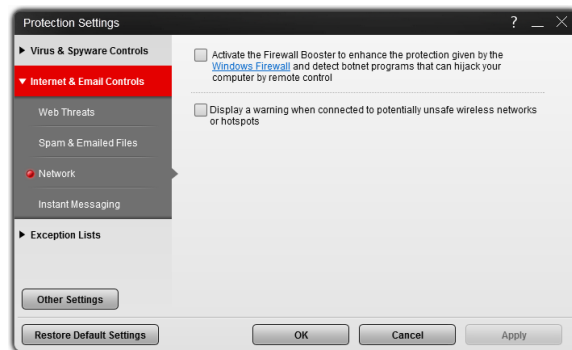 Protection Settings
?
Virus & Spyware Controls
Internet & Email Controls
Web Threats
Spam & Emailed Files
Network
Instant Messaging
Exception Lists
Other Settings
Activate the Firewall Booster to enhance the protection given by the
Windows Firewall and detect botnet programs that can hijack your
computer by remote control
Display a warning when connected to potentially unsafe wireless networks
or hotspots
Restore Default Settings
OK
Cancel
Apply